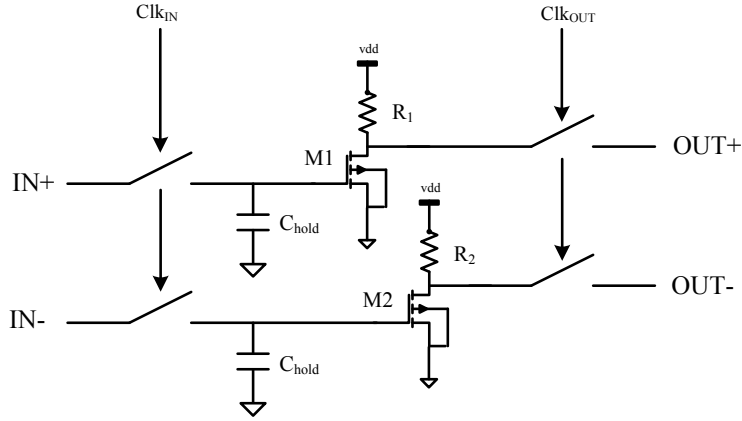 Clk_IN
Clk_OUT
vdd
R_1
M1
OUT+
IN+
vdd
C_hold
R_2
M2
OUT-
IN-
C_hold